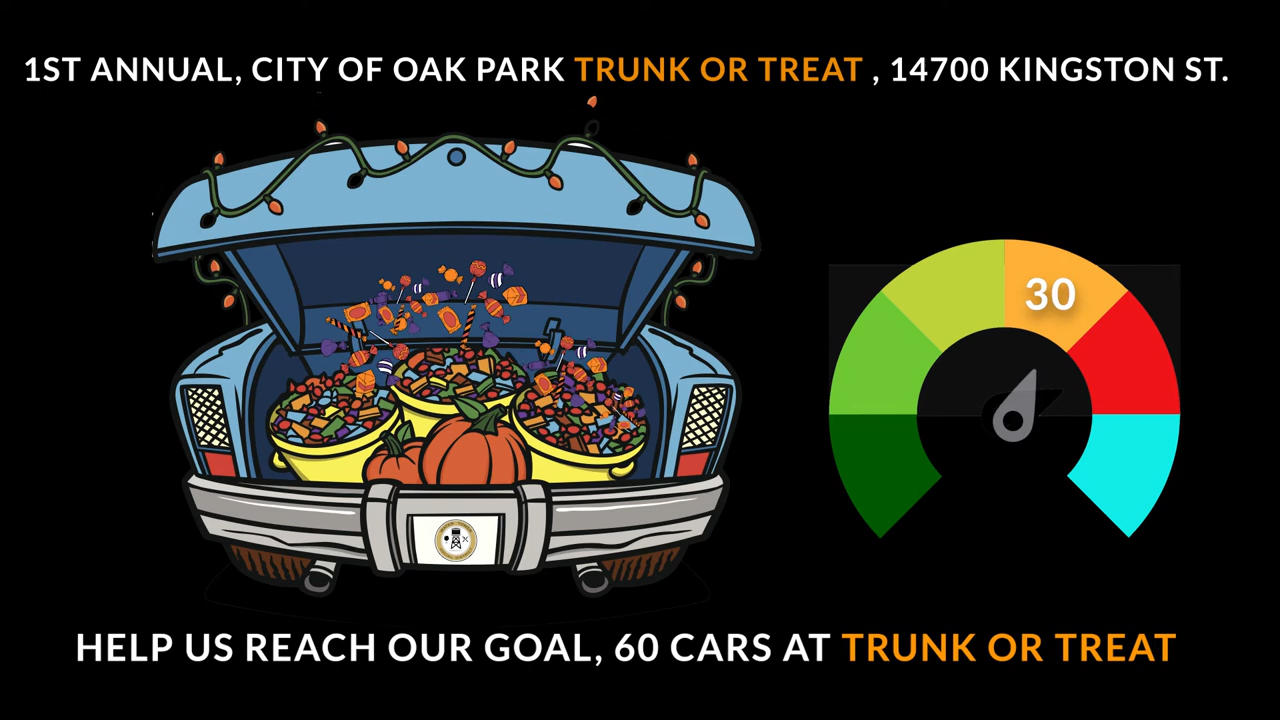 1ST ANNUAL, CITY OF OAK PARK TRUNK OR TREAT , 14700 KINGSTON ST.
30
HELP US REACH OUR GOAL, 60 CARS AT TRUNK OR TREAT